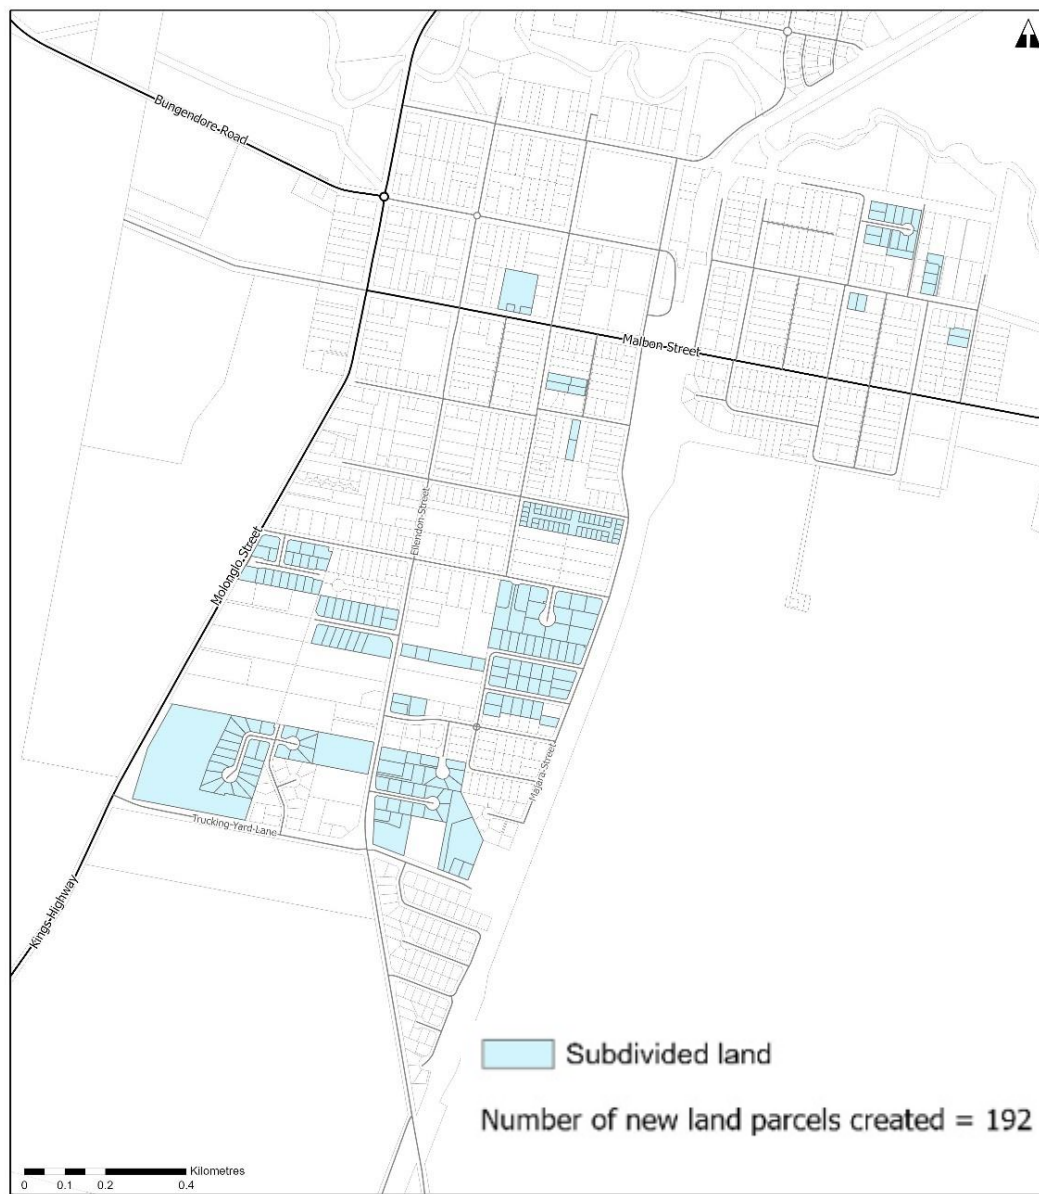 Bungendore Road
Malbon Street
Ellendon Street
Molonglo Street
Majara Street
Trucking Yard Lane
Kings Highway
Subdivided land
Number of new land parcels created = 192
Kilometres
0 0.1 0.2 0.4